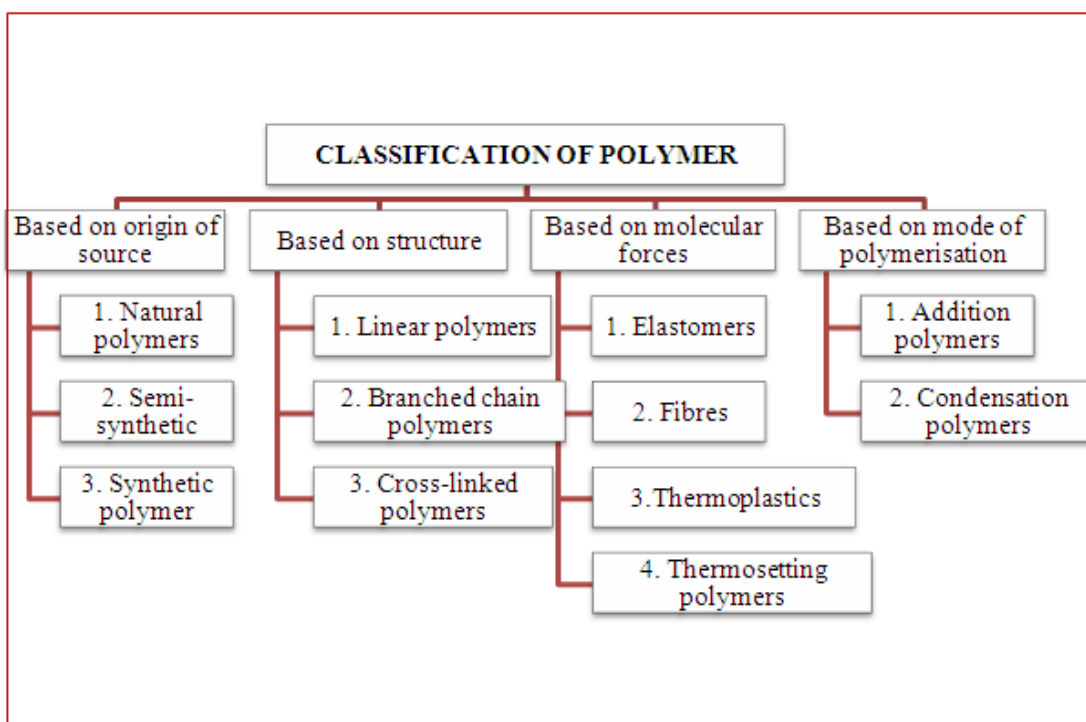 CLASSIFICATION OF POLYMER
Based on origin of
source
1. Natural
polymers
2. Semi-
synthetic
3. Synthetic
polymer
Based on structure
1. Linear polymers
2. Branched chain
polymers
3. Cross-linked
polymers
Based on molecular
forces
1. Elastomers
2. Fibres
3.Thermoplastics
4. Thermosetting
polymers
Based on mode of
polymerisation
1. Addition
polymers
2. Condensation
polymers